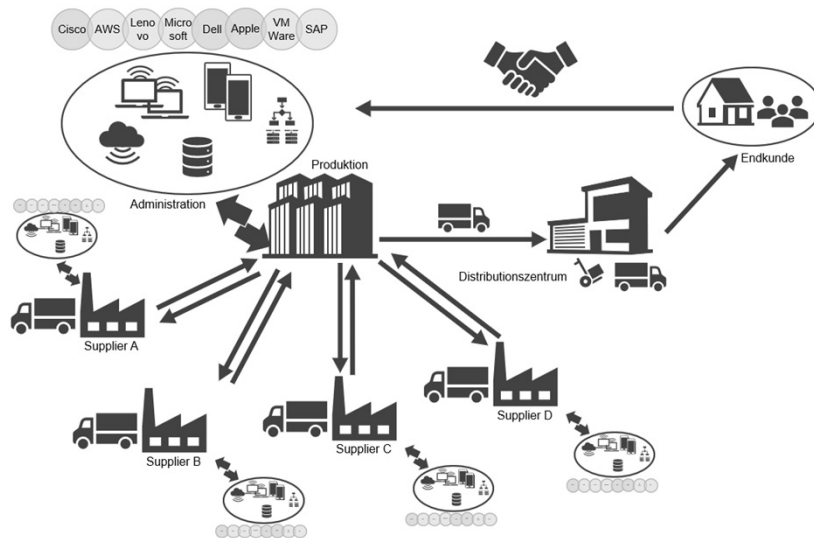 Cisco
AWS
Leno
vo
Micro
soft
Dell
Apple
VM
Ware
SAP
Produktion
Administration
Endkunde
Distributionszentrum
Supplier A
Supplier B
Supplier C
Supplier D